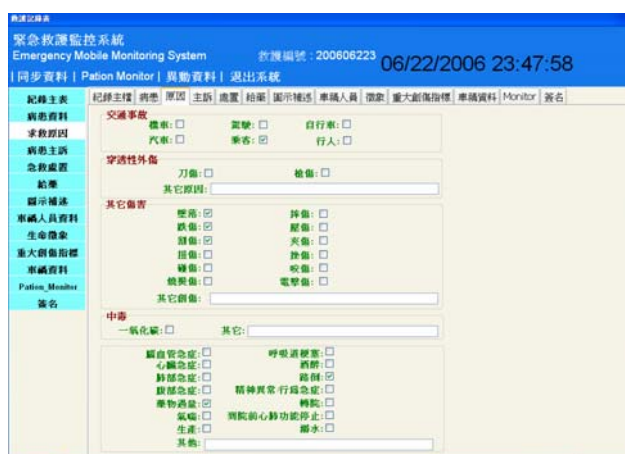 救護記錄表
緊急救護監控系統
Emergency Mobile Monitoring System 救護編號 : 200606223 06/22/2006 23:47:58
| 同步資料 | Pation Monitor | 異動資料 | 退出系統
紀錄主表 紀錄主檔 病患 原因 主訴 處置 給藥 圖示補述 車禍人員 徵象 重大創傷指標 車禍資料 Monitor 簽名
病患資料 交通事故
機車: 駕駛: 自行車:
求救原因 汽車: 乘客: 行人:
病患主訴 穿透性外傷
急救處置 刀傷: 槍傷:
給藥 其它原因:
圖示補述 其它傷害
車禍人員資料 墜落: 摔傷:
生命徵象 跌傷: 壓傷:
重大創傷指標 割傷: 夾傷:
車禍資料 扭傷: 挫傷:
Pation_Monitor 碰傷: 咬傷:
簽名 燒燙傷: 電擊傷:
其它創傷:
中毒
一氧化碳: 其它:
腦血管急症: 呼吸道梗塞:
心臟急症: 酒醉:
肺部急症: 路倒:
腹部急症: 精神異常/行為急症:
藥物過量: 轉院:
氣喘: 到院前心肺功能停止:
生產: 溺水:
其他: